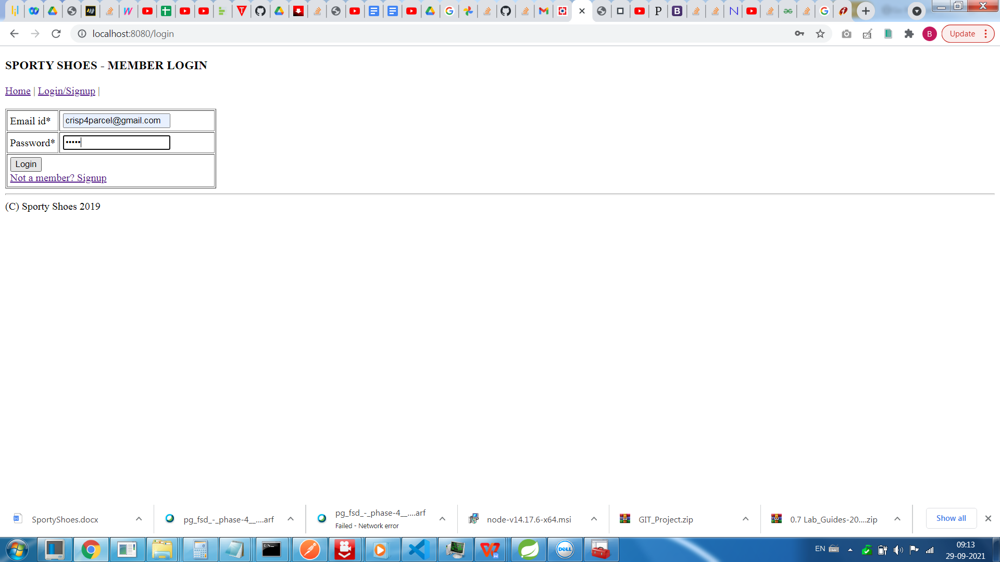 localhost:8080/login
B
Update
SPORTY SHOES - MEMBER LOGIN
Home | Login/Signup |
Email id* crisp4parcel@gmail.com
Password* •••••
Login
Not a member? Signup
(C) Sporty Shoes 2019
SportyShoes.docx
pg_fsd_-_phase-4__....arf
pg_fsd_-_phase-4__....arf
Failed - Network error
node-v14.17.6-x64.msi
GIT_Project.zip
0.7 Lab_Guides-20....zip
Show all
EN
09:13
29-09-2021